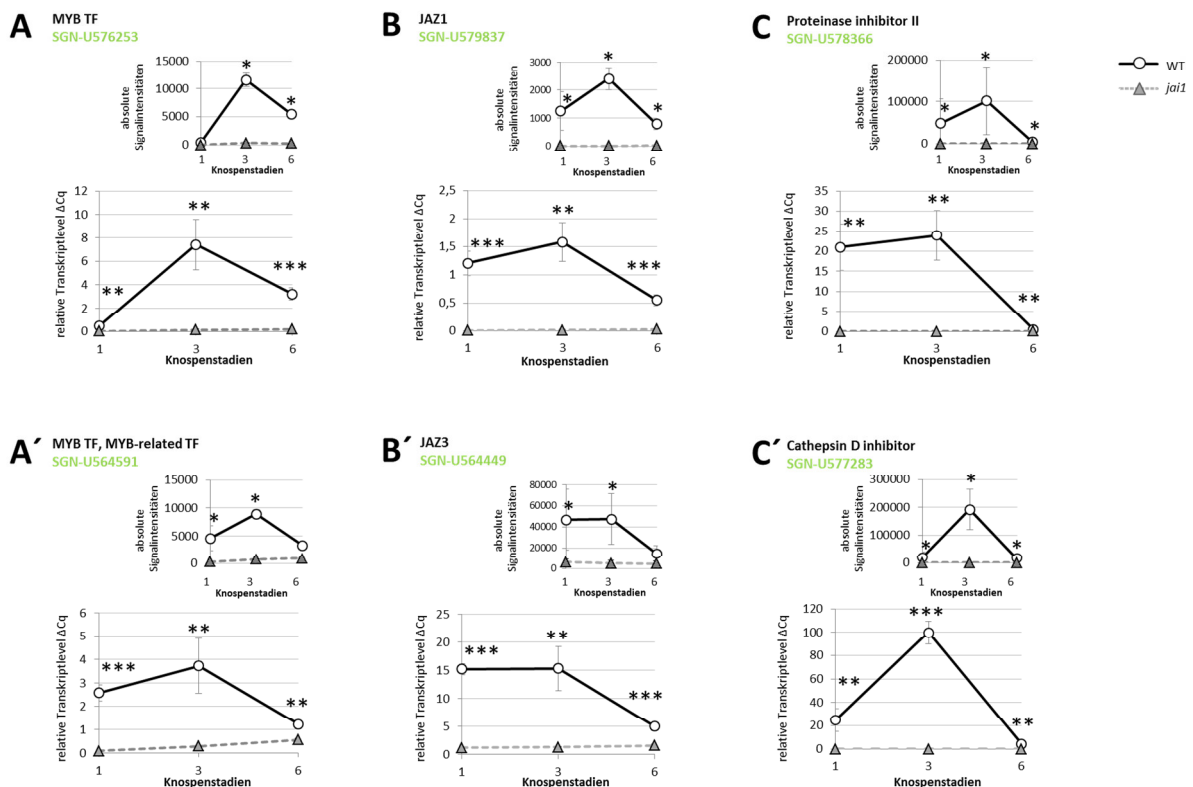 A
MYB TF
SGN-U576253
absolute
Signalintensitäten
15000
10000
5000
0
*
*
1
3
6
Knospenstadien
relative Transkriptlevel ΔCq
12
10
8
6
4
2
0
**
**
***
1
3
6
Knospenstadien
B
JAZ1
SGN-U579837
absolute
Signalintensitäten
3000
2000
1000
0
*
*
*
1
3
6
Knospenstadien
relative Transkriptlevel ΔCq
2,5
2
1,5
1
0,5
0
***
**
***
1
3
6
Knospenstadien
C
Proteinase inhibitor II
SGN-U578366
absolute
Signalintensitäten
200000
100000
0
*
*
*
1
3
6
Knospenstadien
relative Transkriptlevel ΔCq
35
30
25
20
15
10
5
0
**
**
**
1
3
6
Knospenstadien
WT
jai1
A´
MYB TF, MYB-related TF
SGN-U564591
absolute
Signalintensitäten
15000
10000
5000
0
*
*
1
3
6
Knospenstadien
relative Transkriptlevel ΔCq
6
5
4
3
2
1
0
***
**
**
1
3
6
Knospenstadien
B´
JAZ3
SGN-U564449
absolute
Signalintensitäten
80000
60000
40000
20000
0
*
*
1
3
6
Knospenstadien
relative Transkriptlevel ΔCq
25
20
15
10
5
0
***
**
***
1
3
6
Knospenstadien
C´
Cathepsin D inhibitor
SGN-U577283
absolute
Signalintensitäten
300000
200000
100000
0
*
*
*
1
3
6
Knospenstadien
relative Transkriptlevel ΔCq
120
100
80
60
40
20
0
**
***
**
1
3
6
Knospenstadien